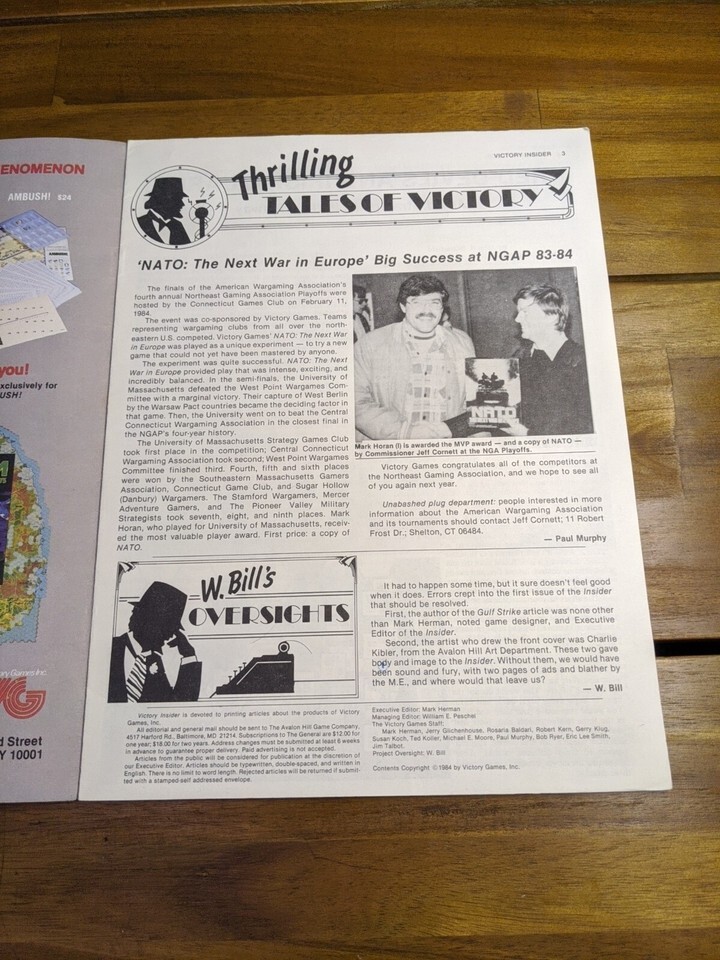 ENOMENON
AMBUSH! $24
you!
xclusively for
USH!
ry Games Inc.
VG
d Street
Y 10001
VICTORY INSIDER 3
Thrilling
TALES OF VICTORY
'NATO: The Next War in Europe' Big Success at NGAP 83-84
The finals of the American Wargaming Association's
fourth annual Northeast Gaming Association Playoffs were
hosted by the Connecticut Games Club on February 11,
1984.
The event was co-sponsored by Victory Games. Teams
representing wargaming clubs from all over the north-
eastern U.S. competed. Victory Games' NATO: The Next War
in Europe was played as a unique experiment — to try a new
game that could not yet have been mastered by anyone.
The experiment was quite successful. NATO: The Next
War in Europe provided play that was intense, exciting, and
incredibly balanced. In the semi-finals, the University of
Massachusetts defeated the West Point Wargames Com-
mittee with a marginal victory. Their capture of West Berlin
by the Warsaw Pact countries became the deciding factor in
that game. Then, the University went on to beat the Central
Connecticut Wargaming Association in the closest final in
the NGAP's four-year history.
The University of Massachusetts Strategy Games Club
took first place in the competition; Central Connecticut
Wargaming Association took second; West Point Wargames
Committee finished third. Fourth, fifth and sixth places
were won by the Southeastern Massachusetts Gamers
Association, Connecticut Game Club, and Sugar Hollow
(Danbury) Wargamers. The Stamford Wargamers, Mercer
Adventure Gamers, and The Pioneer Valley Military
Strategists took seventh, eight, and ninth places. Mark
Horan, who played for University of Massachusetts, receiv-
ed the most valuable player award. First price: a copy of
NATO.
NATO
Mark Horan (l) is awarded the MVP award — and a copy of NATO —
by Commissioner Jeff Cornett at the NGA Playoffs.
Victory Games congratulates all of the competitors at
the Northeast Gaming Association, and we hope to see all
of you again next year.
Unabashed plug department: people interested in more
information about the American Wargaming Association
and its tournaments should contact Jeff Cornett; 11 Robert
Frost Dr.; Shelton, CT 06484.
— Paul Murphy
W. Bill's
OVERSIGHTS
It had to happen some time, but it sure doesn't feel good
when it does. Errors crept into the first issue of the Insider
that should be resolved.
First, the author of the Gulf Strike article was none other
than Mark Herman, noted game designer, and Executive
Editor of the Insider.
Second, the artist who drew the front cover was Charlie
Kibler, from the Avalon Hill Art Department. These two gave
body and image to the Insider. Without them, we would have
been sound and fury, with two pages of ads and blather by
the M.E., and where would that leave us?
— W. Bill
Victory Insider is devoted to printing articles about the products of Victory
Games, Inc.
All editorial and general mail should be sent to The Avalon Hill Game Company,
4517 Harford Rd., Baltimore, MD 21214. Subscriptions to The General are $12.00 for
one year; $18.00 for two years. Address changes must be submitted at least 6 weeks
in advance to guarantee proper delivery. Paid advertising is not accepted.
Articles from the public will be considered for publication at the discretion of
our Executive Editor. Articles should be typewritten, double-spaced, and written in
English. There is no limit to word length. Rejected articles will be returned if submit-
ted with a stamped-self addressed envelope.
Executive Editor: Mark Herman
Managing Editor: William E. Peschel
The Victory Games Staff:
Mark Herman, Jerry Glichenhouse, Rosaria Baldari, Robert Kern, Gerry Klug,
Susan Koch, Ted Koller, Michael E. Moore, Paul Murphy, Bob Ryer, Eric Lee Smith,
Jim Talbot.
Project Oversight: W. Bill
Contents Copyright ©1984 by Victory Games, Inc.